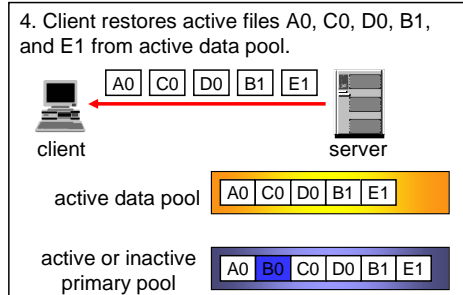 4. Client restores active files A0, C0, D0, B1,
and E1 from active data pool.
A0 C0 D0 B1 E1
client server
active data pool A0 C0 D0 B1 E1
active or inactive
primary pool A0 B0 C0 D0 B1 E1